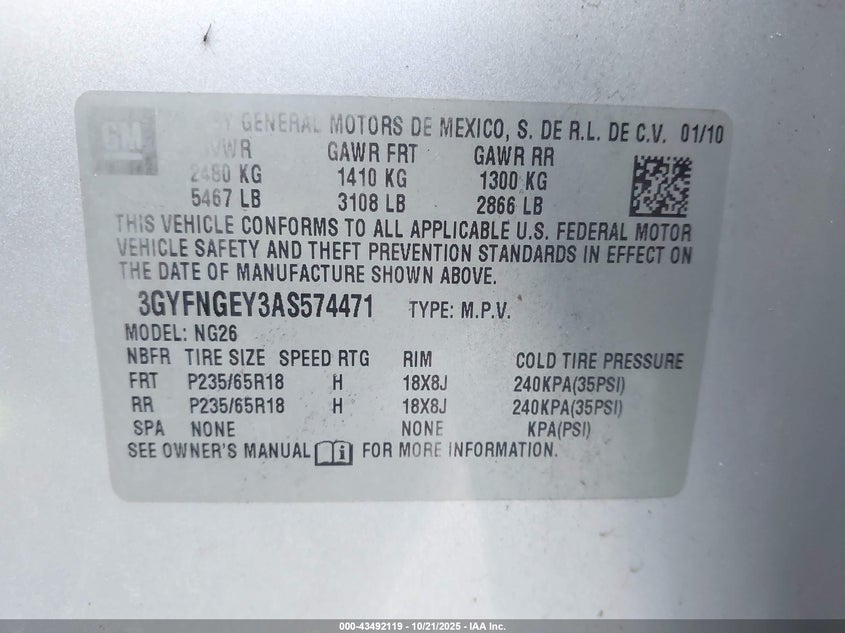 GM
BY GENERAL MOTORS DE MEXICO, S. DE R.L. DE C.V. 01/10
GVWR GAWR FRT GAWR RR
2480 KG 1410 KG 1300 KG
5467 LB 3108 LB 2866 LB
THIS VEHICLE CONFORMS TO ALL APPLICABLE U.S. FEDERAL MOTOR
VEHICLE SAFETY AND THEFT PREVENTION STANDARDS IN EFFECT ON
THE DATE OF MANUFACTURE SHOWN ABOVE.
3GYFNGEY3AS574471 TYPE: M.P.V.
MODEL: NG26
NBFR TIRE SIZE SPEED RTG RIM COLD TIRE PRESSURE
FRT P235/65R18 H 18X8J 240KPA(35PSI)
RR P235/65R18 H 18X8J 240KPA(35PSI)
SPA NONE NONE KPA(PSI)
SEE OWNER'S MANUAL FOR MORE INFORMATION.
000-43492119 - 10/21/2025 - IAA Inc.